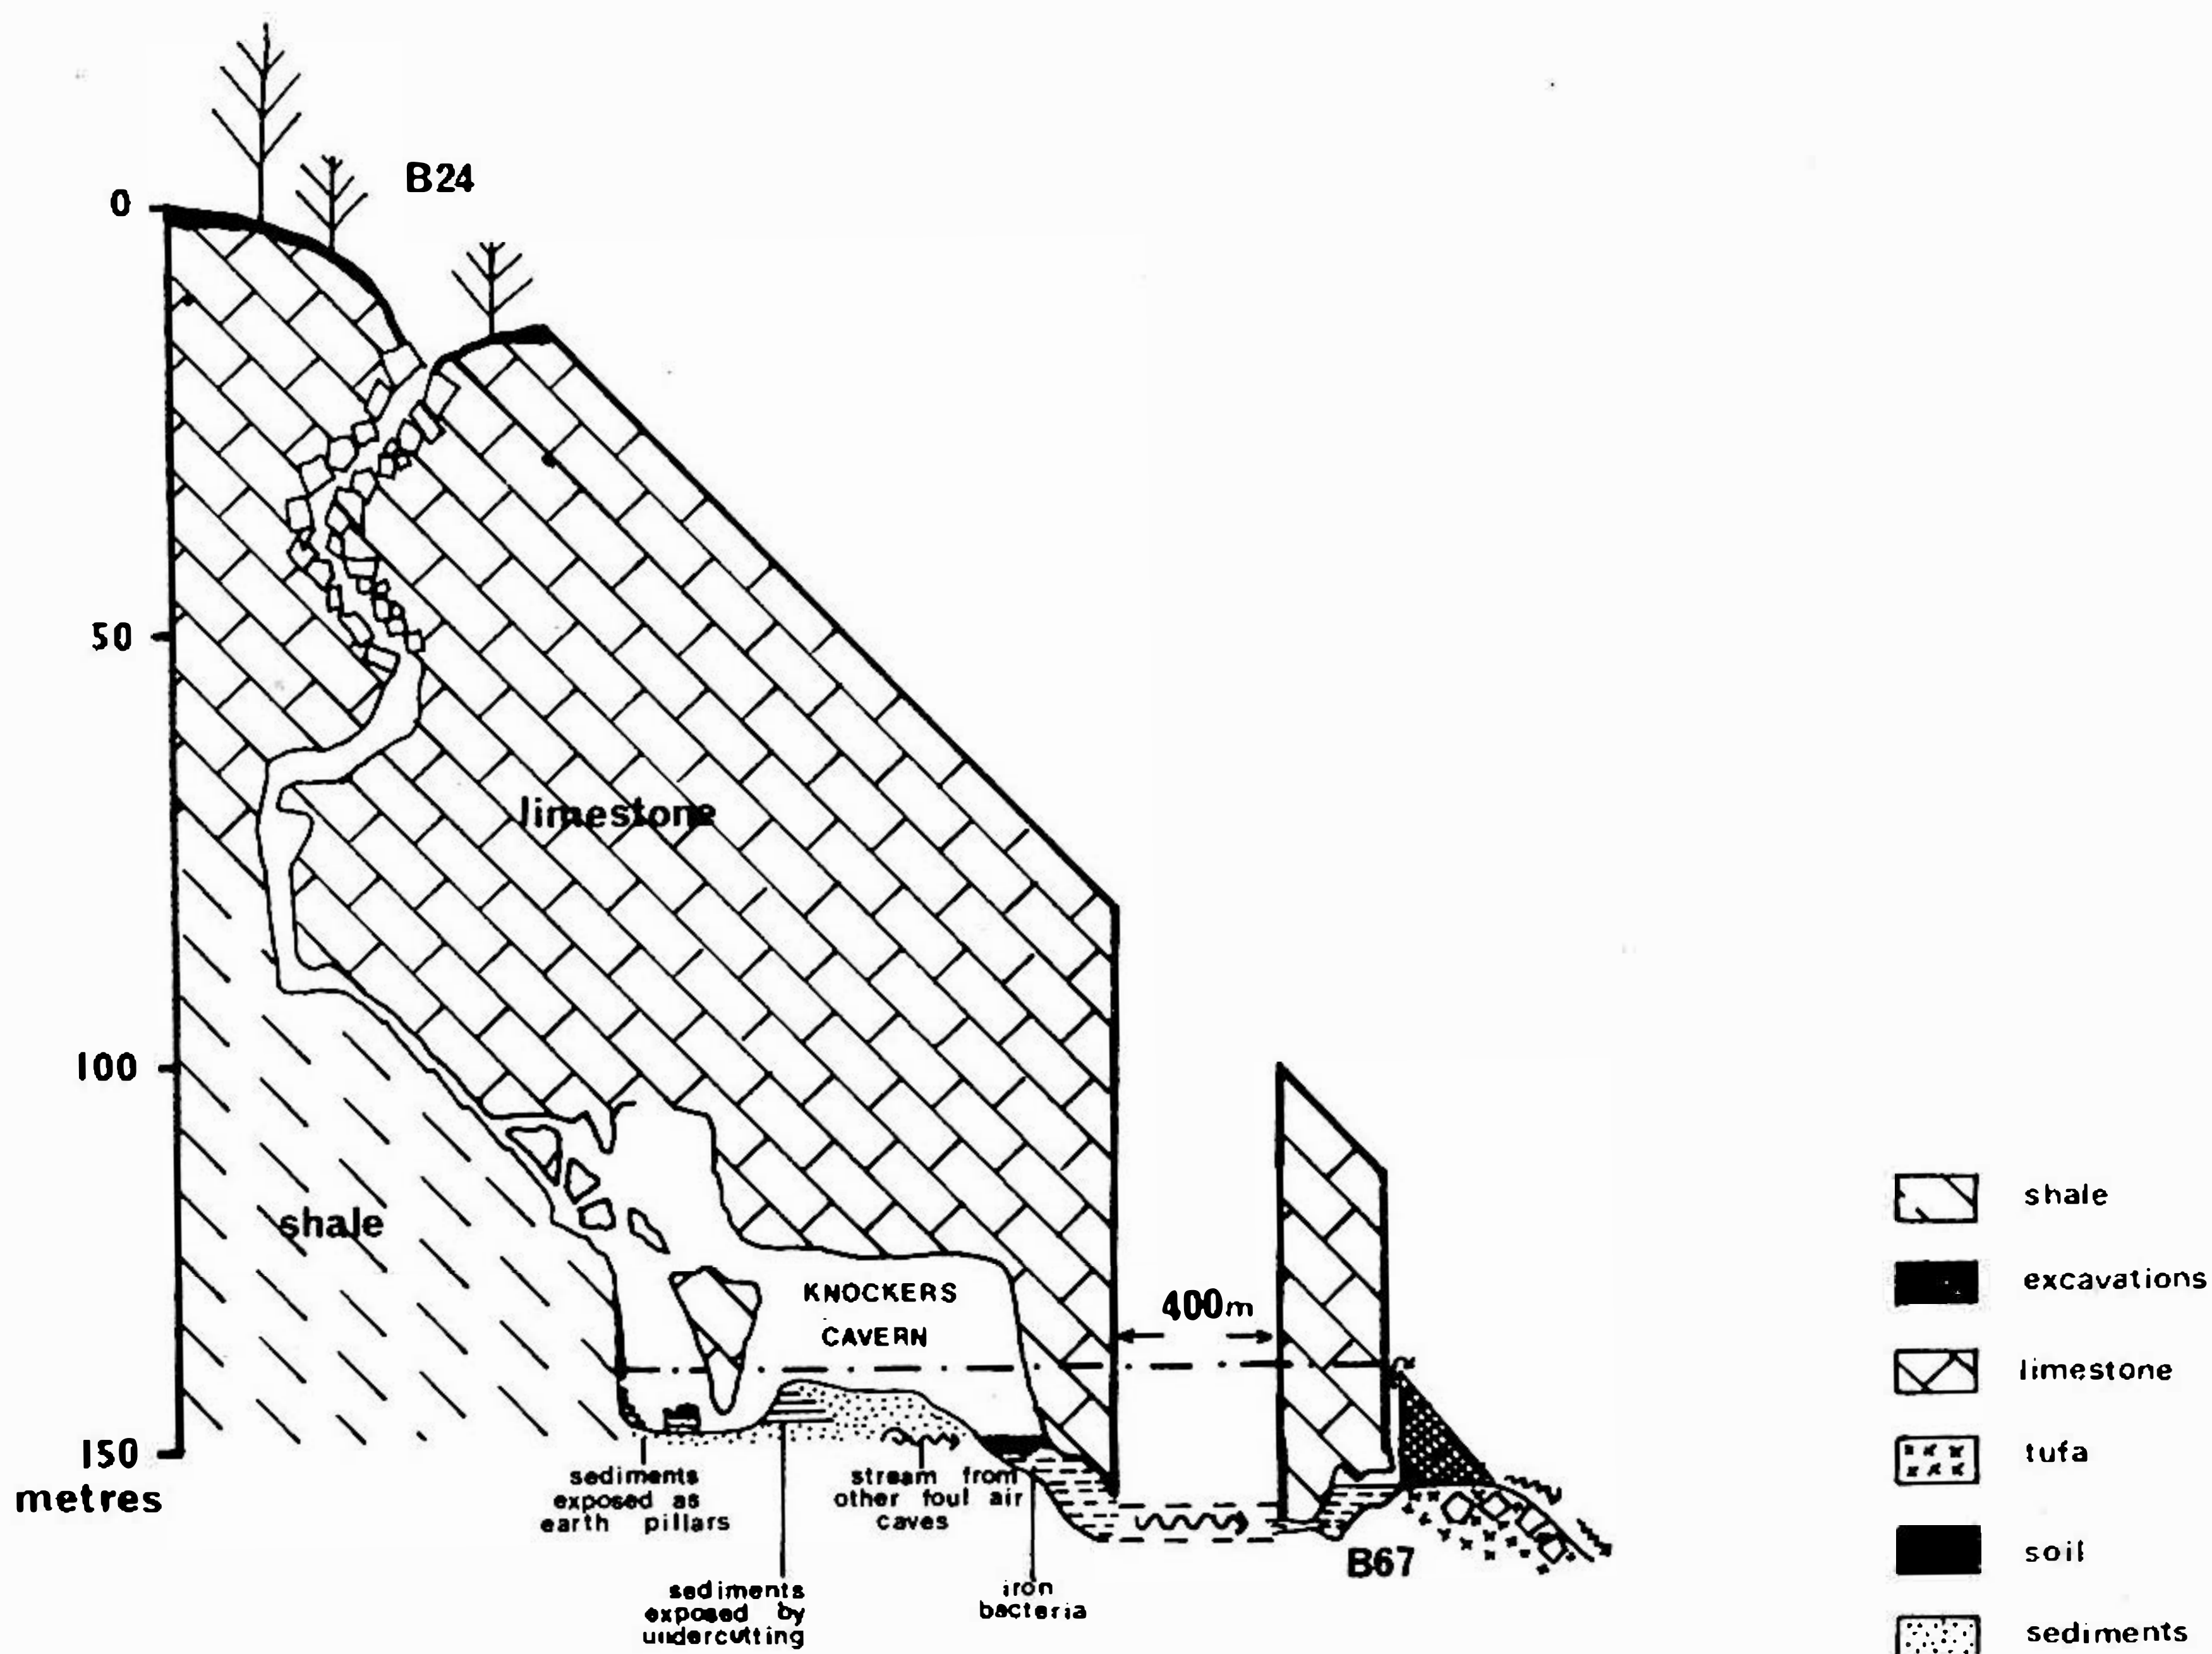 B24
0
50
100
150
metres
limestone
shale
KNOCKERS
CAVERN
400m
sediments
exposed as
earth pillars
stream from
other foul air
caves
sediments
exposed by
undercutting
iron
bacteria
B67
shale
excavations
limestone
tufa
soil
sediments